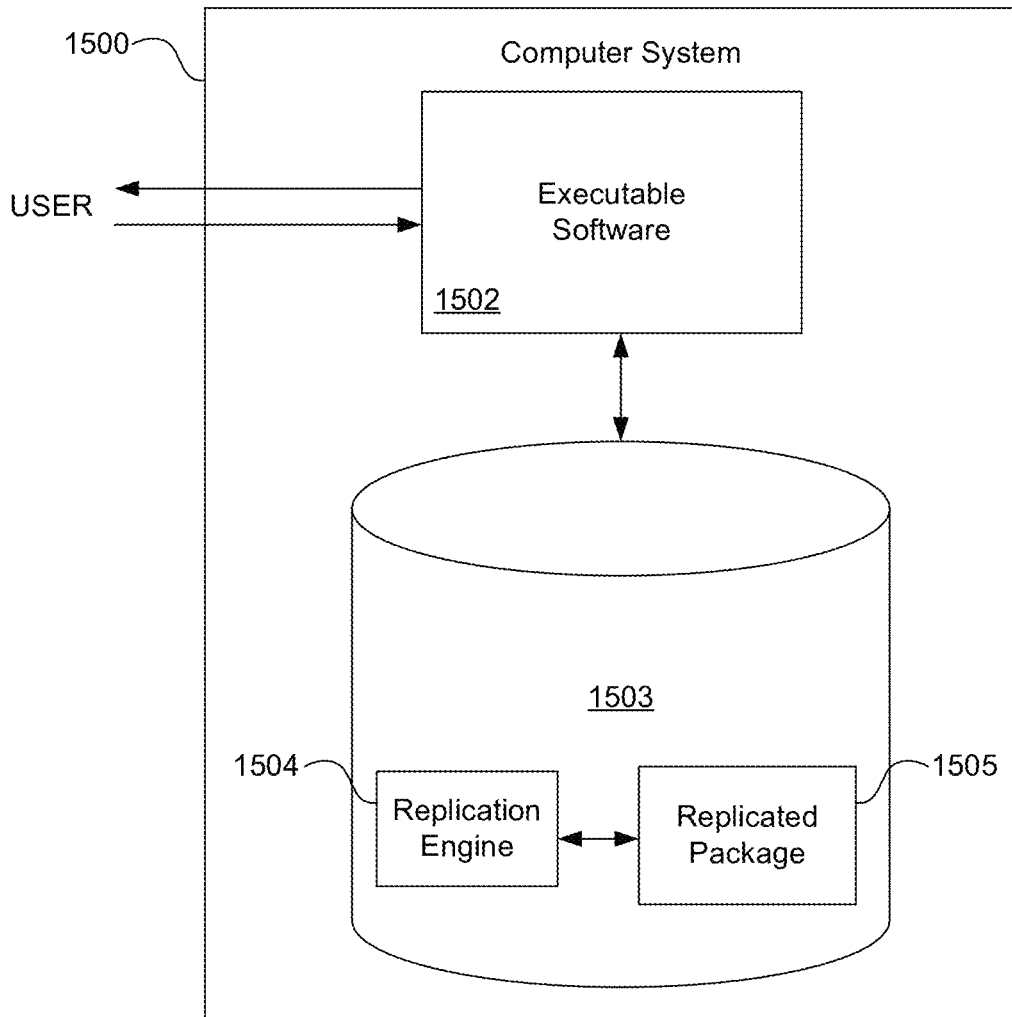 1500
Computer System
USER
Executable
Software
1502
1503
1504
Replication
Engine
Replicated
Package
1505